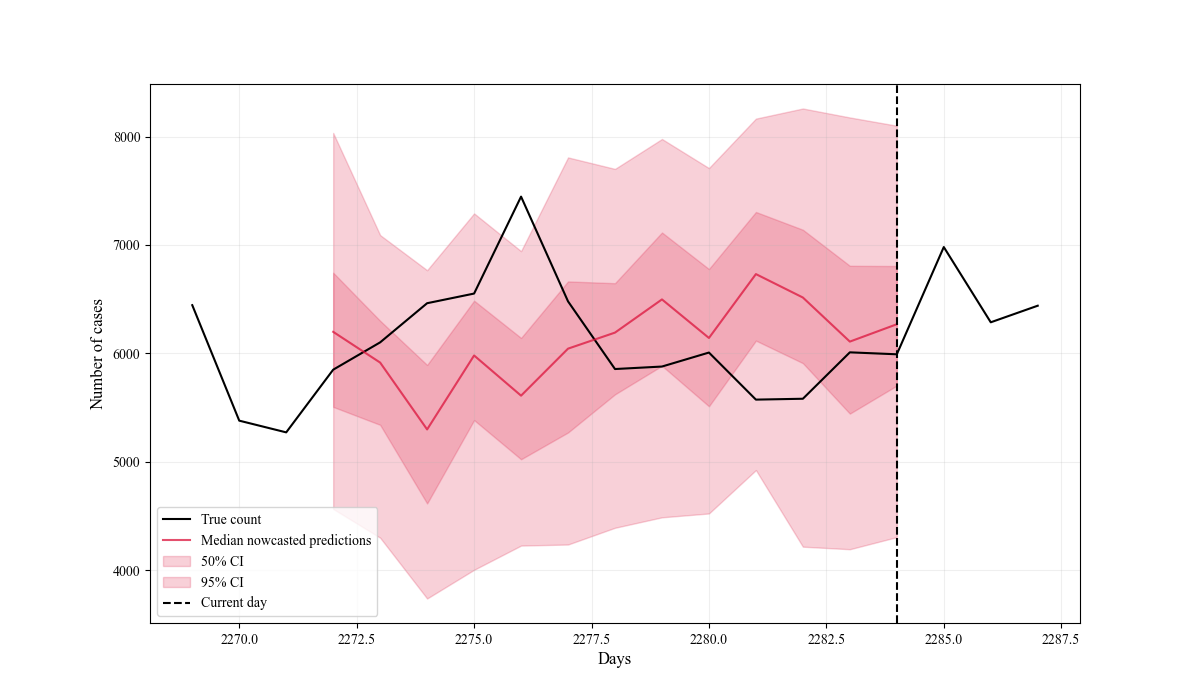 8000
7000
6000
5000
4000
Number of cases
True count
Median nowcasted predictions
50% CI
95% CI
Current day
2270.0 2272.5 2275.0 2277.5 2280.0 2282.5 2285.0 2287.5
Days